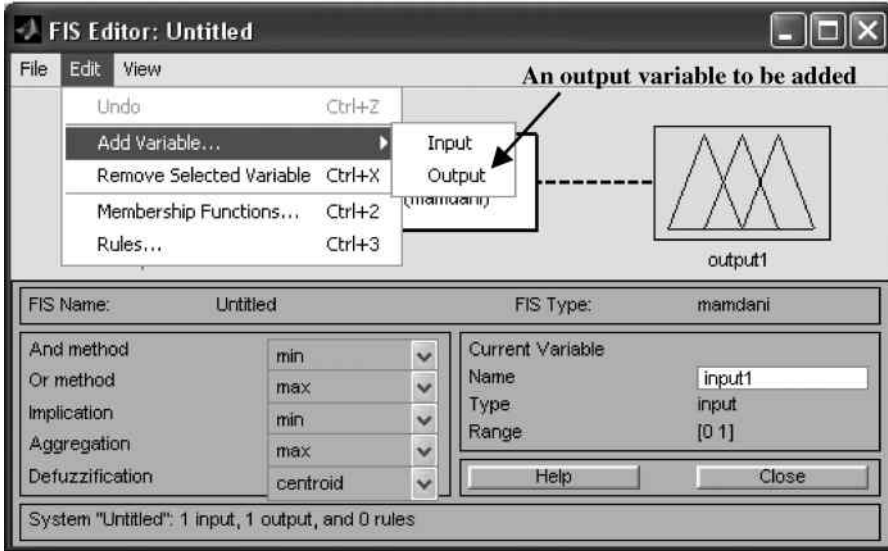 FIS Editor: Untitled
File Edit View
An output variable to be added
Undo Ctrl+Z
Add Variable...
Input
Remove Selected Variable Ctrl+X
Output
Membership Functions... Ctrl+2
(mamdani)
Rules... Ctrl+3
output1
FIS Name: Untitled FIS Type: mamdani
And method min
Or method max
Implication min
Aggregation max
Defuzzification centroid
Current Variable
Name input1
Type input
Range [0 1]
Help Close
System "Untitled": 1 input, 1 output, and 0 rules